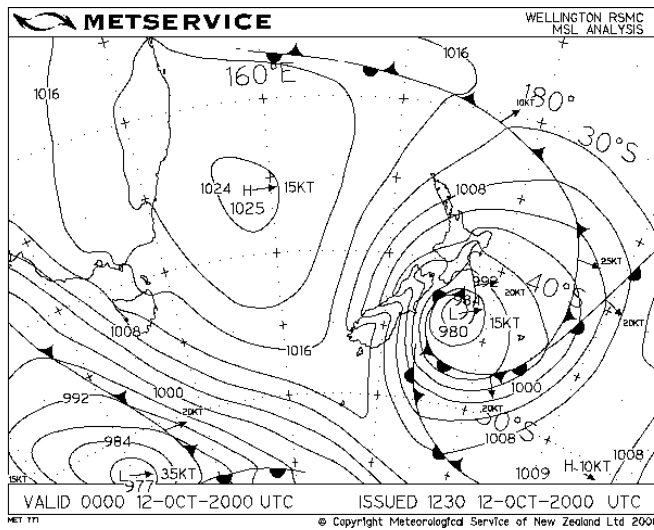 METSERVICE
WELLINGTON RSMC
MSL ANALYSIS
160°E
1016
1016
180°
10KT
30°S
1024 H 15KT
1025
1008
992
25KT
40°S
984
20KT
L 15KT
980
20KT
1008
1016
1000
1000
992
20KT
20KT
50°S
984
1008
1008
L 35KT
977
15KT
1009 H 10KT
VALID 0000 12-OCT-2000 UTC ISSUED 1230 12-OCT-2000 UTC
© Copyright Meteorological Service of New Zealand Ltd 200